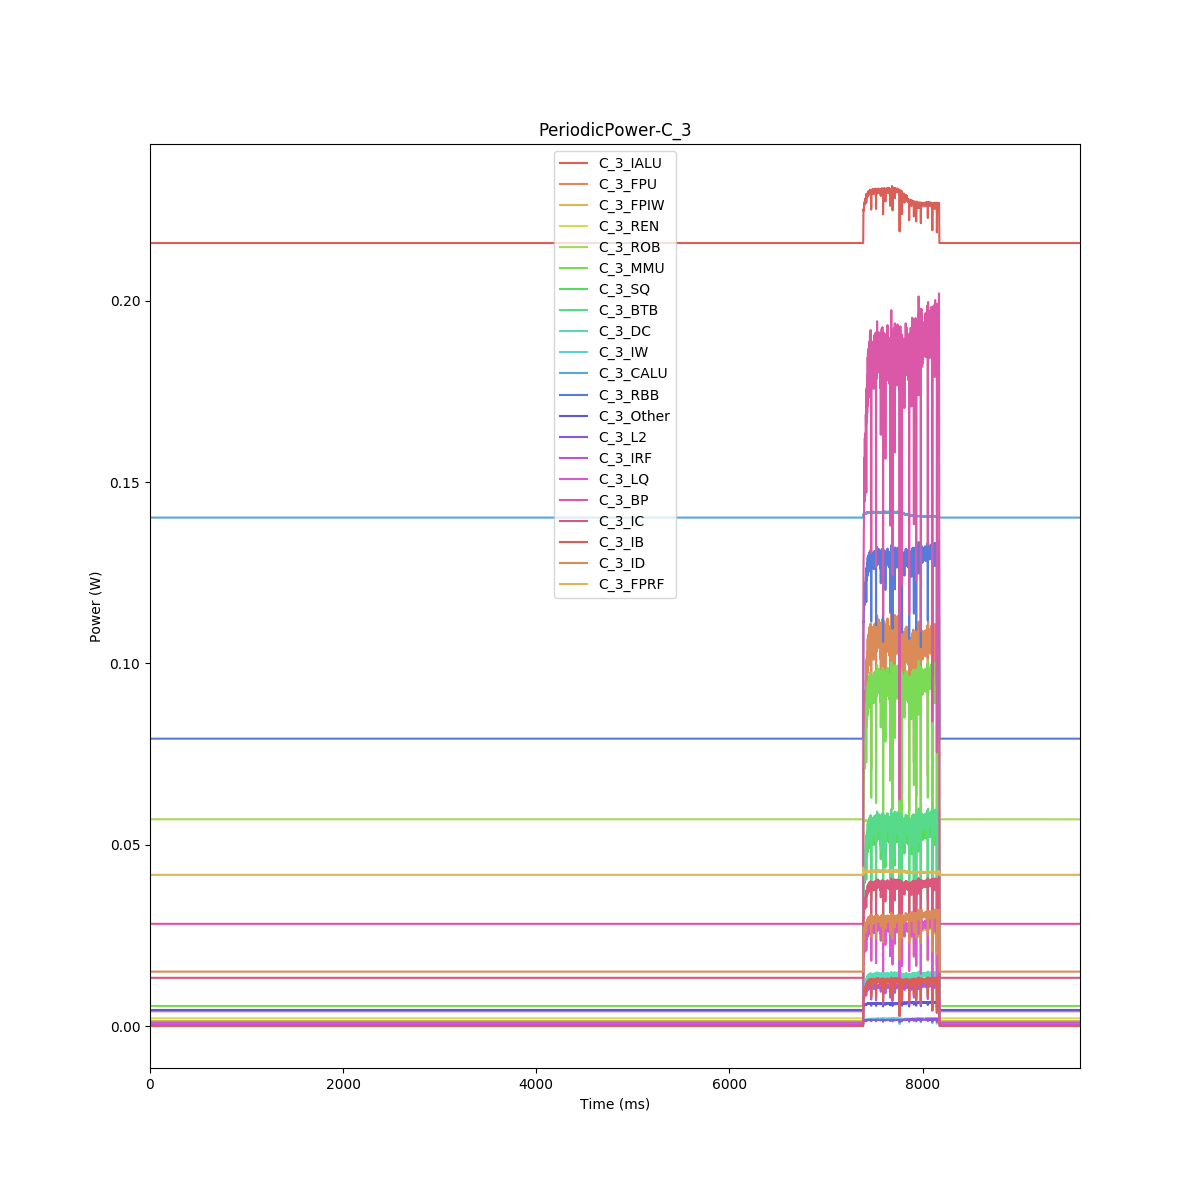 PeriodicPower-C_3
C_3_IALU
C_3_FPU
C_3_FPIW
C_3_REN
C_3_ROB
C_3_MMU
C_3_SQ
C_3_BTB
C_3_DC
C_3_IW
C_3_CALU
C_3_RBB
C_3_Other
C_3_L2
C_3_IRF
C_3_LQ
C_3_BP
C_3_IC
C_3_IB
C_3_ID
C_3_FPRF
0.20
0.15
0.10
0.05
0.00
Power (W)
0 2000 4000 6000 8000
Time (ms)